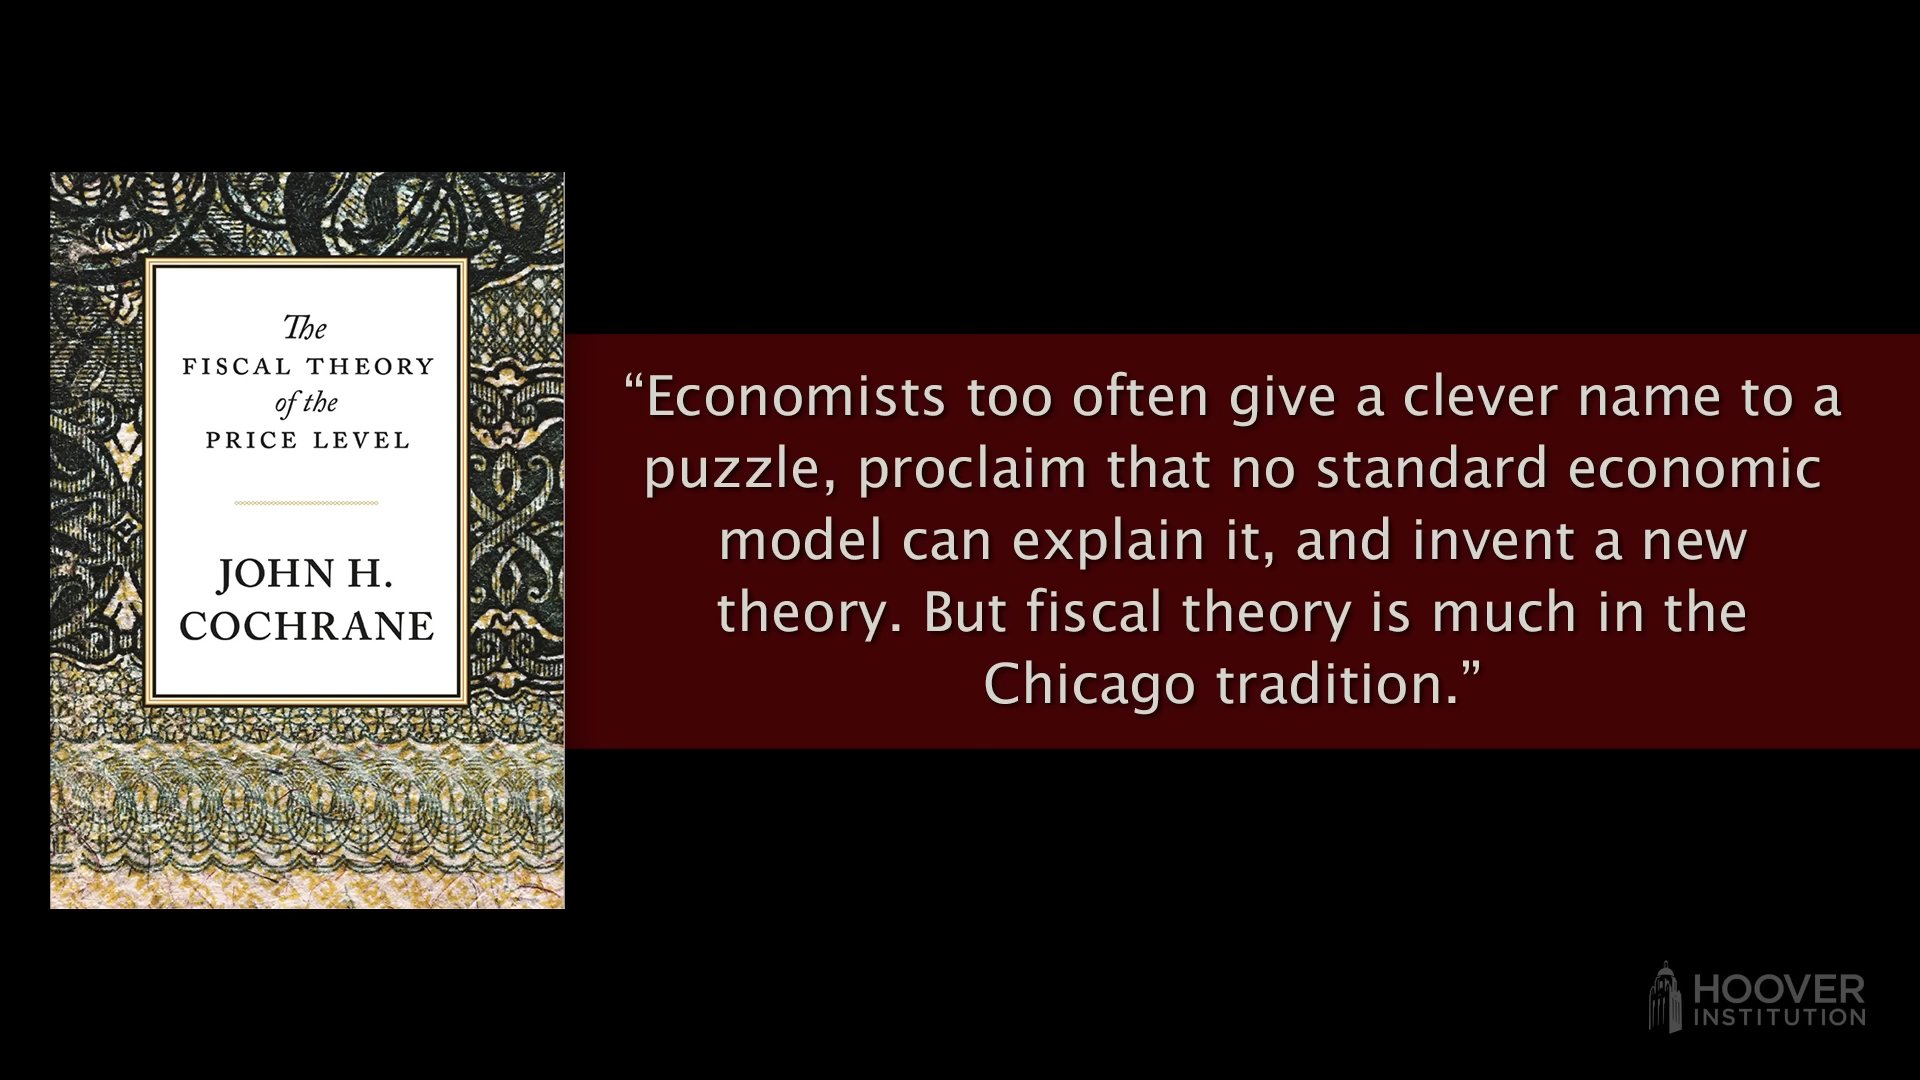 The
FISCAL THEORY
of the
PRICE LEVEL
JOHN H.
COCHRANE
“Economists too often give a clever name to a
puzzle, proclaim that no standard economic
model can explain it, and invent a new
theory. But fiscal theory is much in the
Chicago tradition.”
HOOVER
INSTITUTION